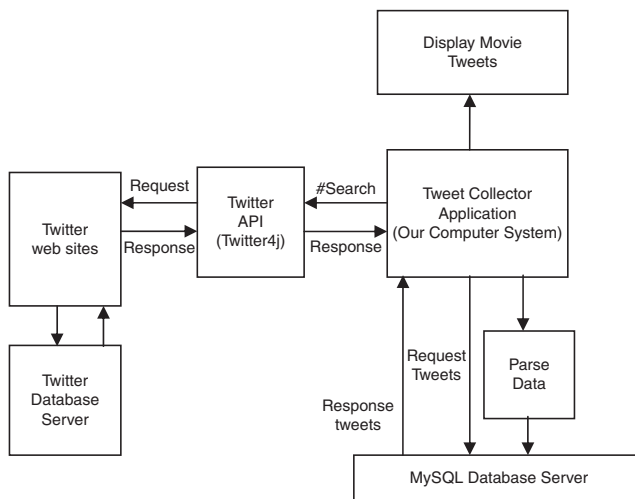 Display Movie
Tweets
Request
#Search
Twitter
web sites
Twitter
API
(Twitter4j)
Tweet Collector
Application
(Our Computer System)
Response
Response
Twitter
Database
Server
Request
Tweets
Parse
Data
Response
tweets
MySQL Database Server